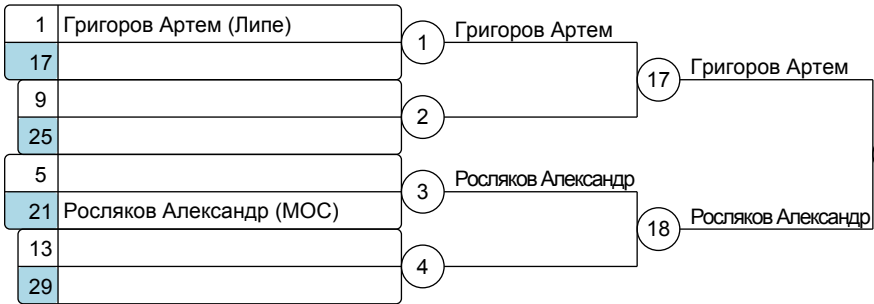 1 Григоров Артем (Липе)
1 Григоров Артем
17
17 Григоров Артем
9
2
25
5
3 Росляков Александр
21 Росляков Александр (МОС)
18 Росляков Александр
13
4
29